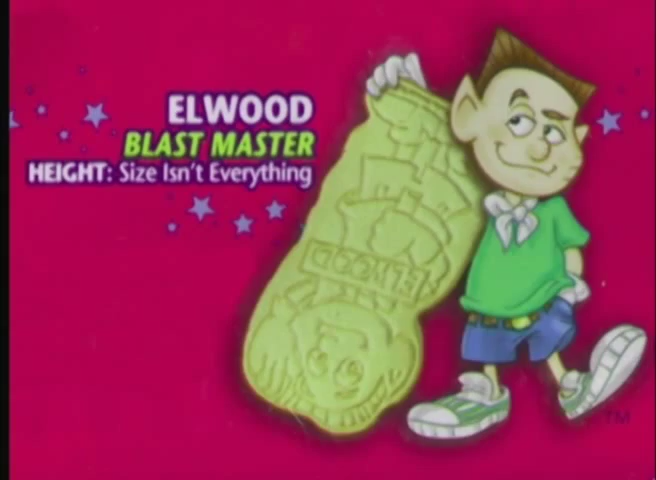 ELWOOD
BLAST MASTER
HEIGHT: Size Isn't Everything
ELWOOD
TM